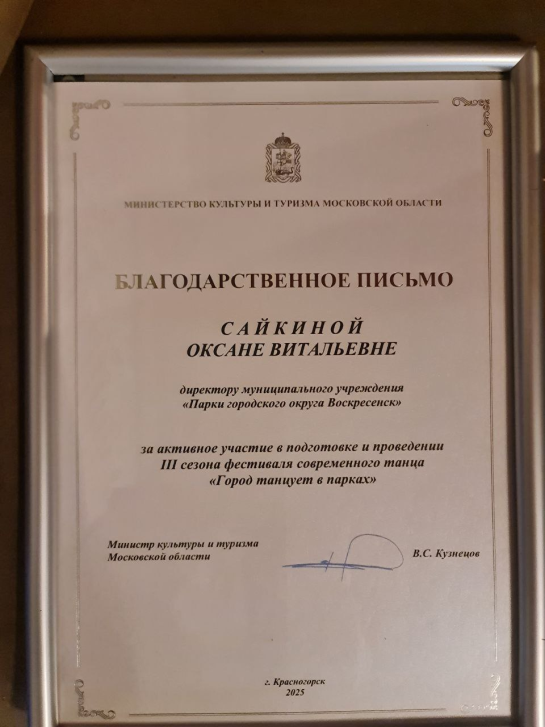 МИНИСТЕРСТВО КУЛЬТУРЫ И ТУРИЗМА МОСКОВСКОЙ ОБЛАСТИ
БЛАГОДАРСТВЕННОЕ ПИСЬМО
САЙКИНОЙ
ОКСАНЕ ВИТАЛЬЕВНЕ
директору муниципального учреждения
«Парки городского округа Воскресенск»
за активное участие в подготовке и проведении
III сезона фестиваля современного танца
«Город танцует в парках»
Министр культуры и туризма
Московской области
В.С. Кузнецов
г. Красногорск
2025